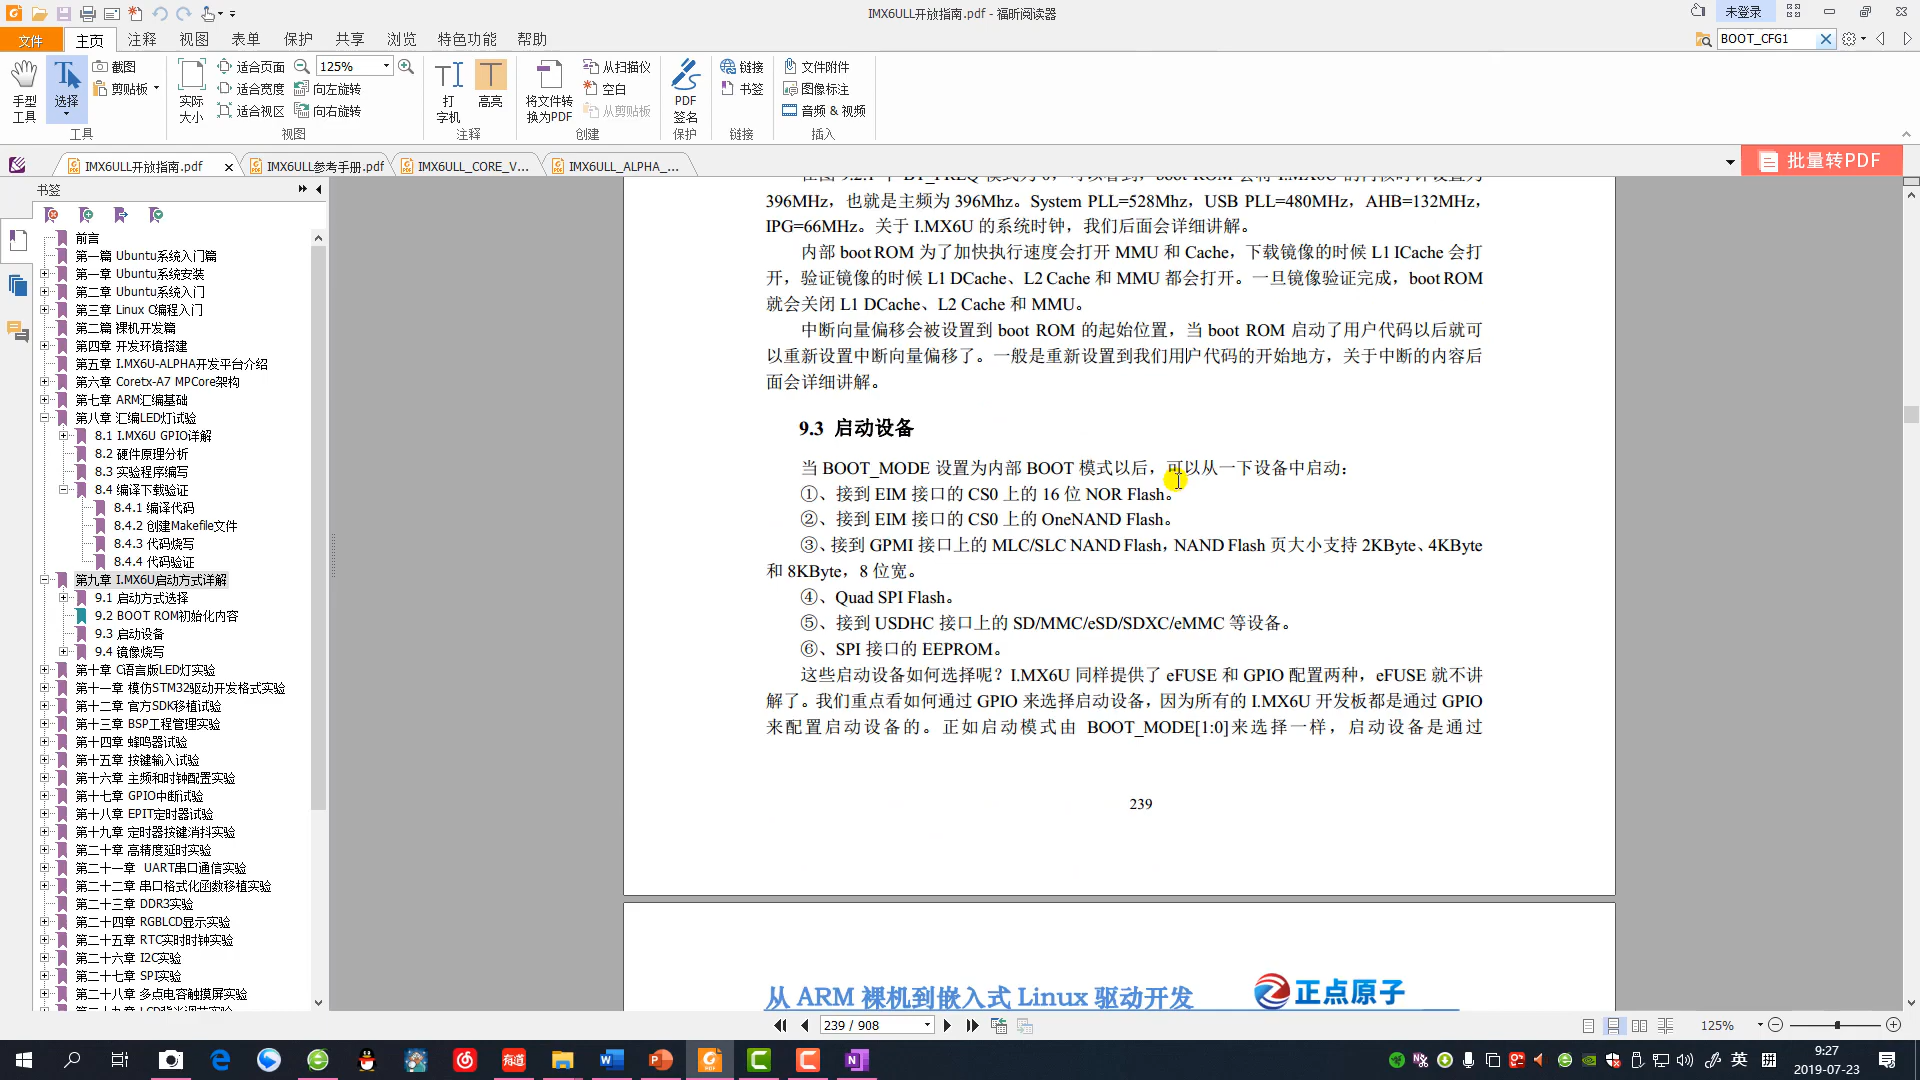 IMX6ULL开放指南.pdf - 福昕阅读器
未登录
文件 主页 注释 视图 表单 保护 共享 浏览 特色功能 帮助
BOOT_CFG1
手型工具
选择
截图
剪贴板
工具
实际大小
适合页面
适合宽度
适合视区
125%
向左旋转
向右旋转
视图
打字机
高亮
注释
将文件转换为PDF
从扫描仪
空白
从剪贴板
创建
PDF签名
保护
链接
书签
链接
文件附件
图像标注
音频 & 视频
插入
IMX6ULL开放指南.pdf
IMX6ULL参考手册.pdf
IMX6ULL_CORE_V...
IMX6ULL_ALPHA_...
批量转PDF
书签
前言
第一篇 Ubuntu系统入门篇
第一章 Ubuntu系统安装
第二章 Ubuntu系统入门
第三章 Linux C编程入门
第二篇 裸机开发篇
第四章 开发环境搭建
第五章 I.MX6U-ALPHA开发平台介绍
第六章 Coretx-A7 MPCore架构
第七章 ARM汇编基础
第八章 汇编LED灯试验
8.1 I.MX6U GPIO详解
8.2 硬件原理分析
8.3 实验程序编写
8.4 编译下载验证
8.4.1 编译代码
8.4.2 创建Makefile文件
8.4.3 代码烧写
8.4.4 代码验证
第九章 I.MX6U启动方式详解
9.1 启动方式选择
9.2 BOOT ROM初始化内容
9.3 启动设备
9.4 镜像烧写
第十章 C语言版LED灯实验
第十一章 模仿STM32驱动开发格式实验
第十二章 官方SDK移植试验
第十三章 BSP工程管理实验
第十四章 蜂鸣器试验
第十五章 按键输入试验
第十六章 主频和时钟配置实验
第十七章 GPIO中断试验
第十八章 EPIT定时器试验
第十九章 定时器按键消抖实验
第二十章 高精度延时实验
第二十一章 UART串口通信实验
第二十二章 串口格式化函数移植实验
第二十三章 DDR3实验
第二十四章 RGBLCD显示实验
第二十五章 RTC实时时钟实验
第二十六章 I2C实验
第二十七章 SPI实验
第二十八章 多点电容触摸屏实验
396MHz，也就是主频为 396Mhz。System PLL=528Mhz，USB PLL=480MHz，AHB=132MHz，
IPG=66MHz。关于 I.MX6U 的系统时钟，我们后面会详细讲解。
内部 boot ROM 为了加快执行速度会打开 MMU 和 Cache，下载镜像的时候 L1 ICache 会打
开，验证镜像的时候 L1 DCache、L2 Cache 和 MMU 都会打开。一旦镜像验证完成，boot ROM
就会关闭 L1 DCache、L2 Cache 和 MMU。
中断向量偏移会被设置到 boot ROM 的起始位置，当 boot ROM 启动了用户代码以后就可
以重新设置中断向量偏移了。一般是重新设置到我们用户代码的开始地方，关于中断的内容后
面会详细讲解。
9.3 启动设备
当 BOOT_MODE 设置为内部 BOOT 模式以后，可以从一下设备中启动：
①、接到 EIM 接口的 CS0 上的 16 位 NOR Flash。
②、接到 EIM 接口的 CS0 上的 OneNAND Flash。
③、接到 GPMI 接口上的 MLC/SLC NAND Flash，NAND Flash 页大小支持 2KByte、4KByte
和 8KByte，8 位宽。
④、Quad SPI Flash。
⑤、接到 USDHC 接口上的 SD/MMC/eSD/SDXC/eMMC 等设备。
⑥、SPI 接口的 EEPROM。
这些启动设备如何选择呢？I.MX6U 同样提供了 eFUSE 和 GPIO 配置两种，eFUSE 就不讲
解了。我们重点看如何通过 GPIO 来选择启动设备，因为所有的 I.MX6U 开发板都是通过 GPIO
来配置启动设备的。正如启动模式由 BOOT_MODE[1:0]来选择一样，启动设备是通过
239
从 ARM 裸机到嵌入式 Linux 驱动开发
正点原子
239 / 908
125%
有道
英
9:27
2019-07-23